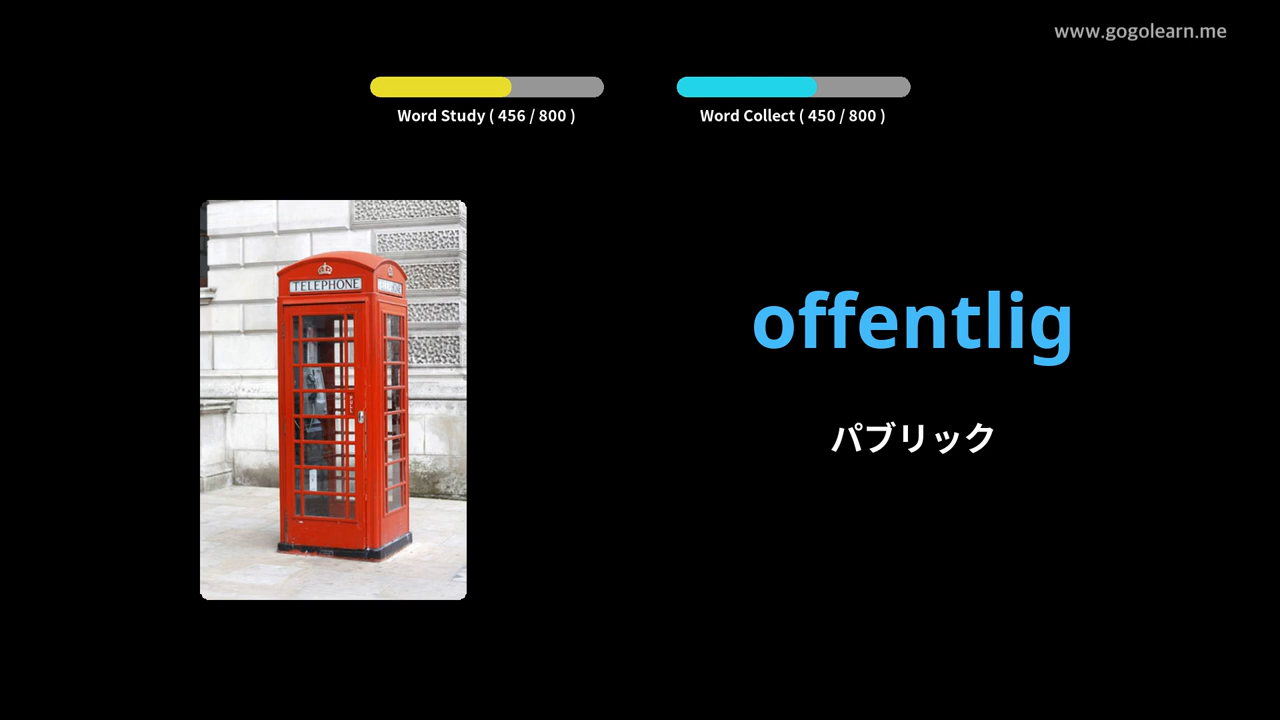 www.gogolearn.me
Word Study ( 456 / 800 )
Word Collect ( 450 / 800 )
TELEPHONE
offentlig
パブリック